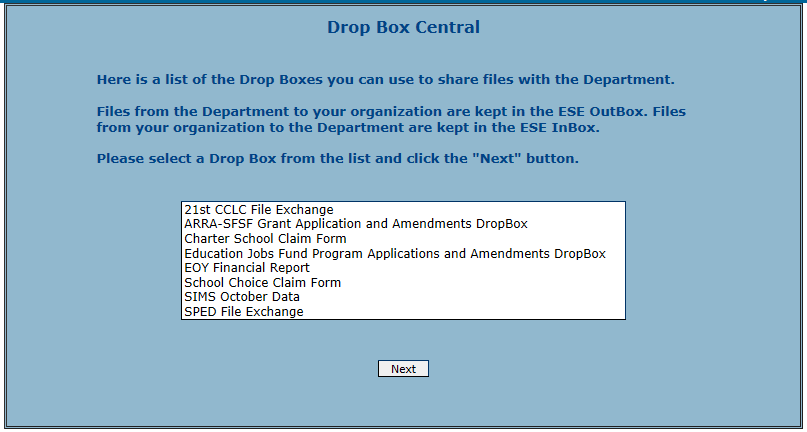 Drop Box Central
Here is a list of the Drop Boxes you can use to share files with the Department.
Files from the Department to your organization are kept in the ESE OutBox. Files
from your organization to the Department are kept in the ESE InBox.
Please select a Drop Box from the list and click the "Next" button.
21st CCLC File Exchange
ARRA-SFSF Grant Application and Amendments DropBox
Charter School Claim Form
Education Jobs Fund Program Applications and Amendments DropBox
EOY Financial Report
School Choice Claim Form
SIMS October Data
SPED File Exchange
Next